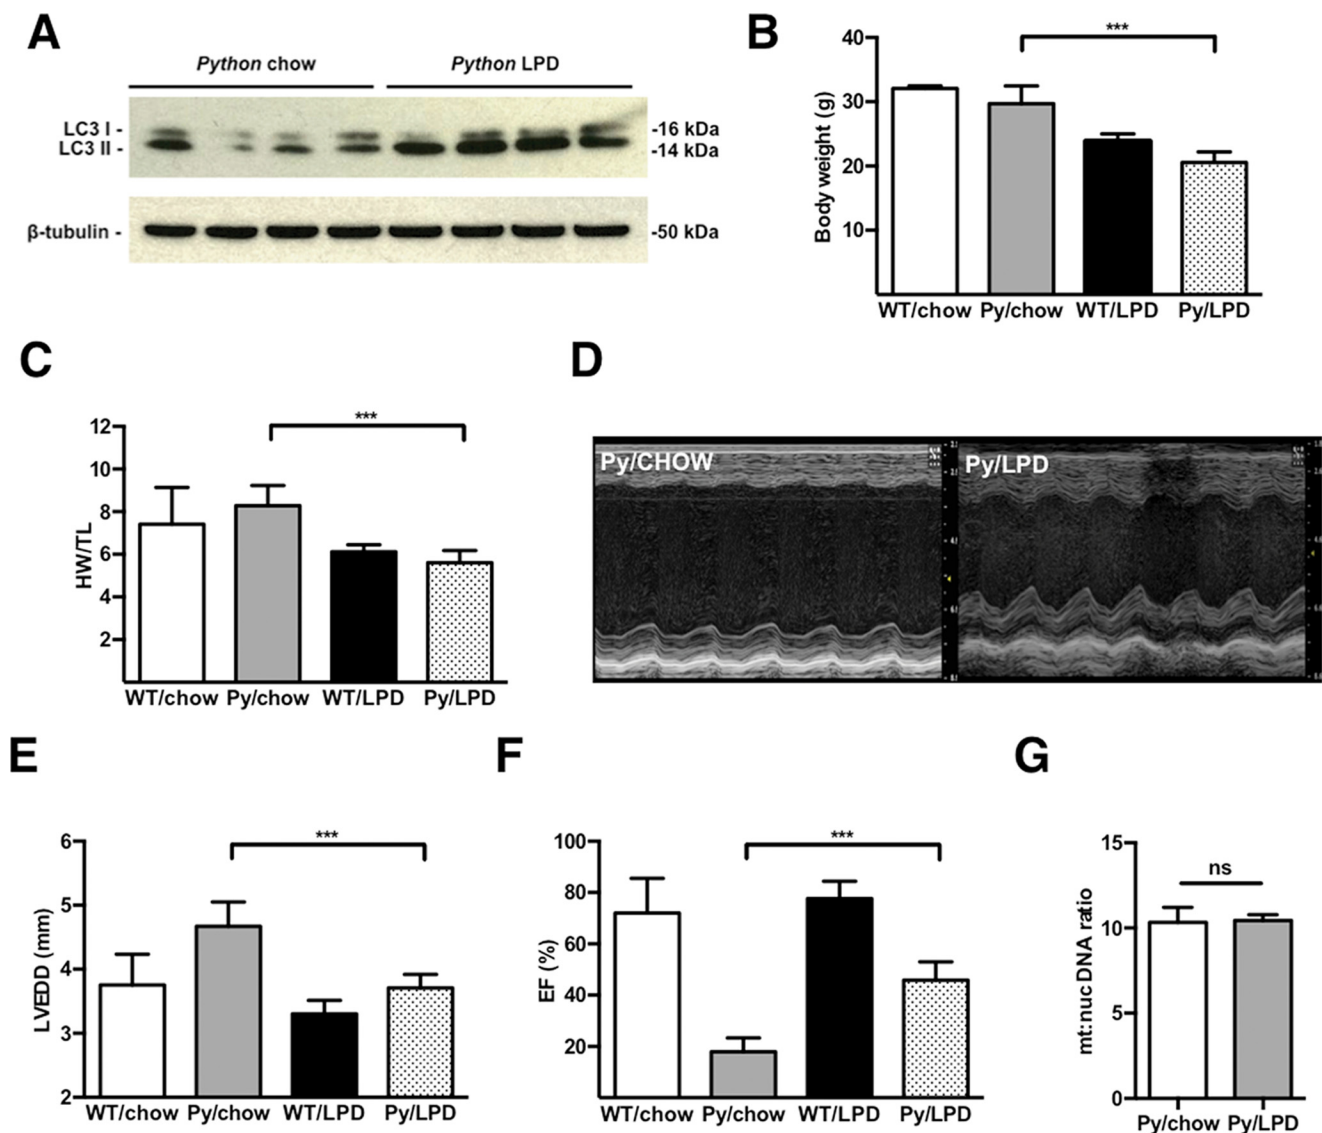 A
Python chow
Python LPD
LC3 I -
LC3 II -
-16 kDa
-14 kDa
β-tubulin -
-50 kDa
B
***
40
30
20
10
Body weight (g)
WT/chow Py/chow WT/LPD Py/LPD
C
***
12
10
8
6
4
2
HW/TL
WT/chow Py/chow WT/LPD Py/LPD
D
Py/CHOW
Py/LPD
E
***
6
5
4
3
2
LVEDD (mm)
WT/chow Py/chow WT/LPD Py/LPD
F
***
100
80
60
40
20
EF (%)
WT/chow Py/chow WT/LPD Py/LPD
G
ns
15
10
5
0
mt:nuc DNA ratio
Py/chow Py/LPD